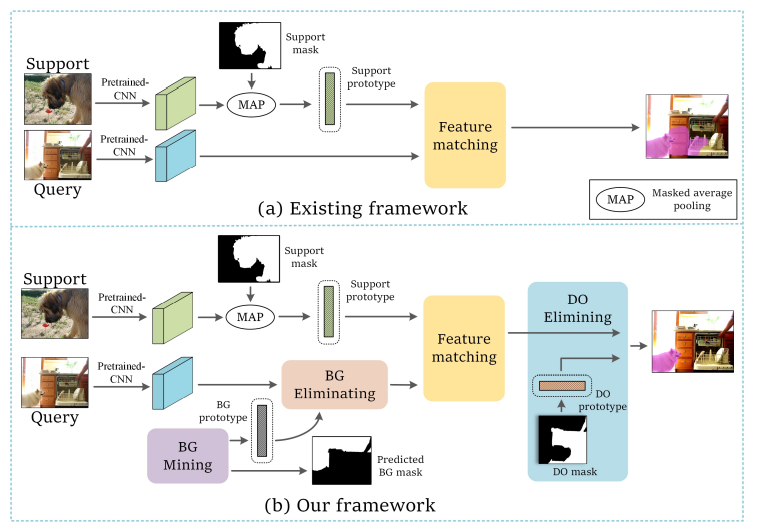 Support
Pretrained-
CNN
Support
mask
MAP
Support
prototype
Feature
matching
Pretrained-
CNN
Query
MAP
Masked average
pooling
(a) Existing framework
Support
Pretrained-
CNN
Support
mask
MAP
Support
prototype
Feature
matching
DO
Elimining
Pretrained-
CNN
Query
BG
Eliminating
BG
prototype
BG
Mining
Predicted
BG mask
DO
prototype
DO mask
(b) Our framework